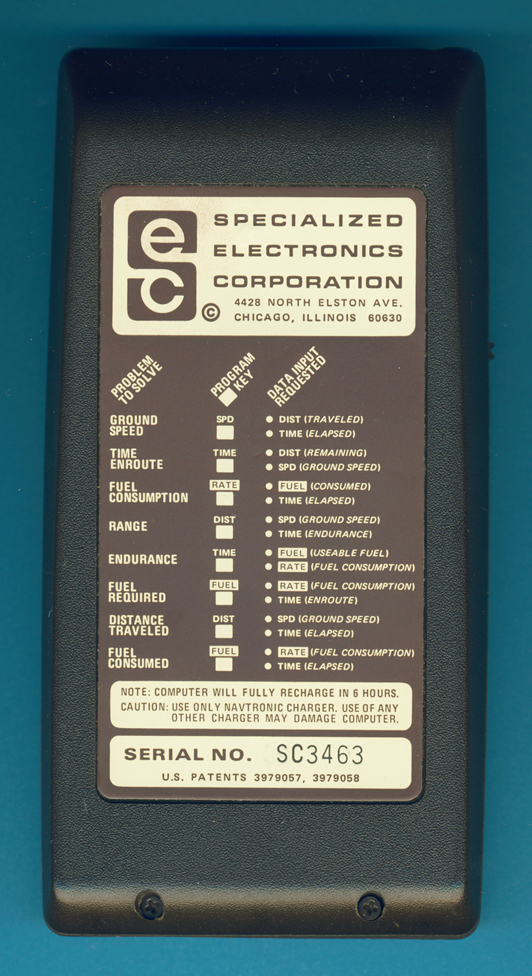 ec
©
SPECIALIZED
ELECTRONICS
CORPORATION
4428 NORTH ELSTON AVE.
CHICAGO, ILLINOIS 60630
PROBLEM
TO SOLVE
PROGRAM
KEY
DATA INPUT
REQUESTED
GROUND
SPEED
SPD
• DIST (TRAVELED)
• TIME (ELAPSED)
TIME
ENROUTE
TIME
• DIST (REMAINING)
• SPD (GROUND SPEED)
FUEL
CONSUMPTION
RATE
• FUEL (CONSUMED)
• TIME (ELAPSED)
RANGE
DIST
• SPD (GROUND SPEED)
• TIME (ENDURANCE)
ENDURANCE
TIME
• FUEL (USEABLE FUEL)
• RATE (FUEL CONSUMPTION)
FUEL
REQUIRED
FUEL
• RATE (FUEL CONSUMPTION)
• TIME (ENROUTE)
DISTANCE
TRAVELED
DIST
• SPD (GROUND SPEED)
• TIME (ELAPSED)
FUEL
CONSUMED
FUEL
• RATE (FUEL CONSUMPTION)
• TIME (ELAPSED)
NOTE: COMPUTER WILL FULLY RECHARGE IN 6 HOURS.
CAUTION: USE ONLY NAVTRONIC CHARGER. USE OF ANY
OTHER CHARGER MAY DAMAGE COMPUTER.
SERIAL NO. SC3463
U.S. PATENTS 3979057, 3979058